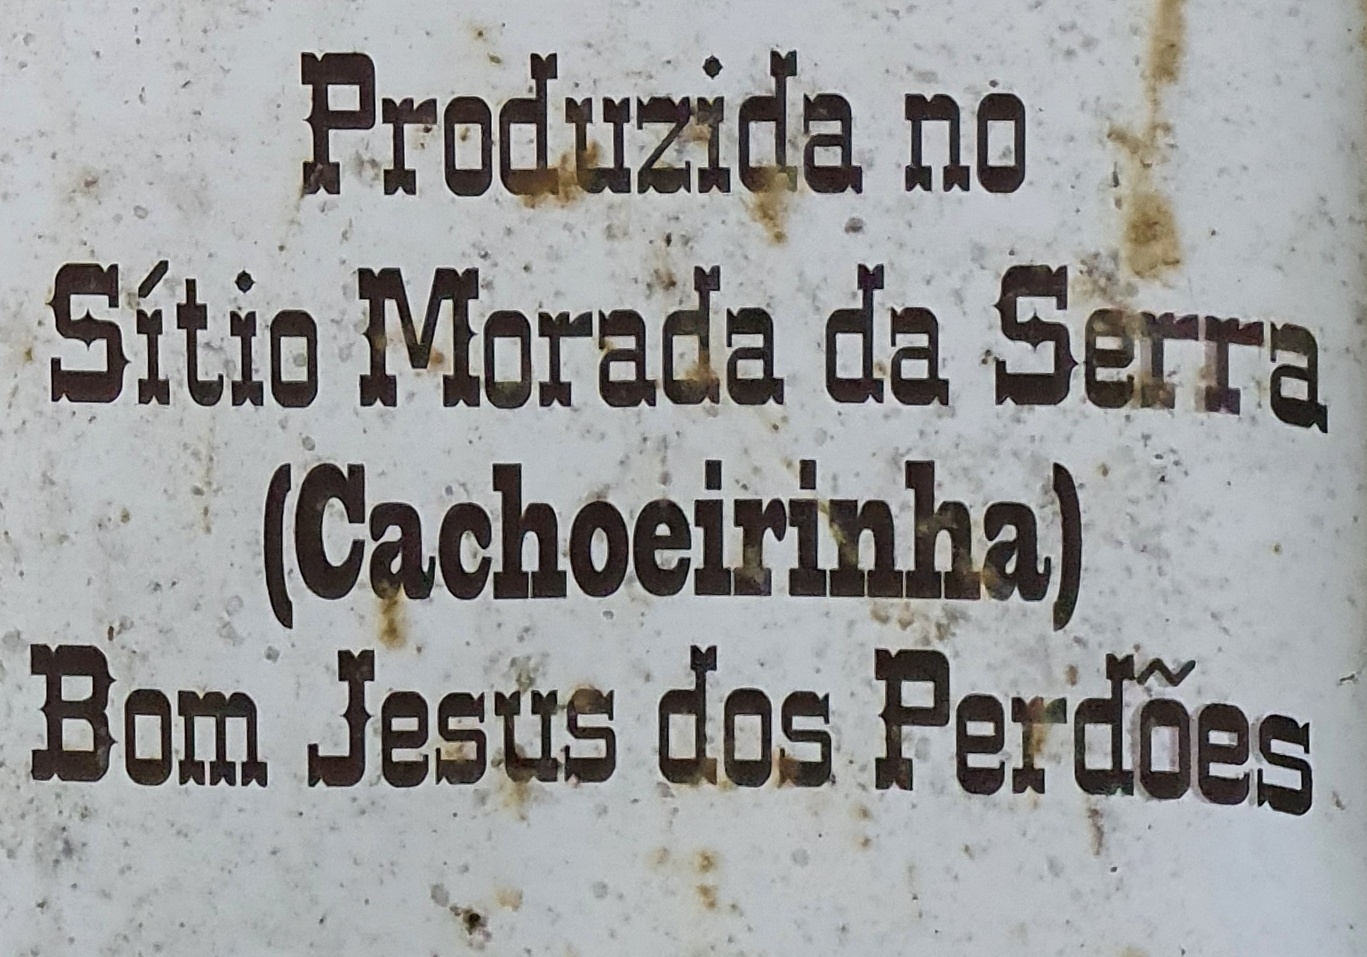 Produzida no
Sítio Morada da Serra
(Cachoeirinha)
Bom Jesus dos Perdões